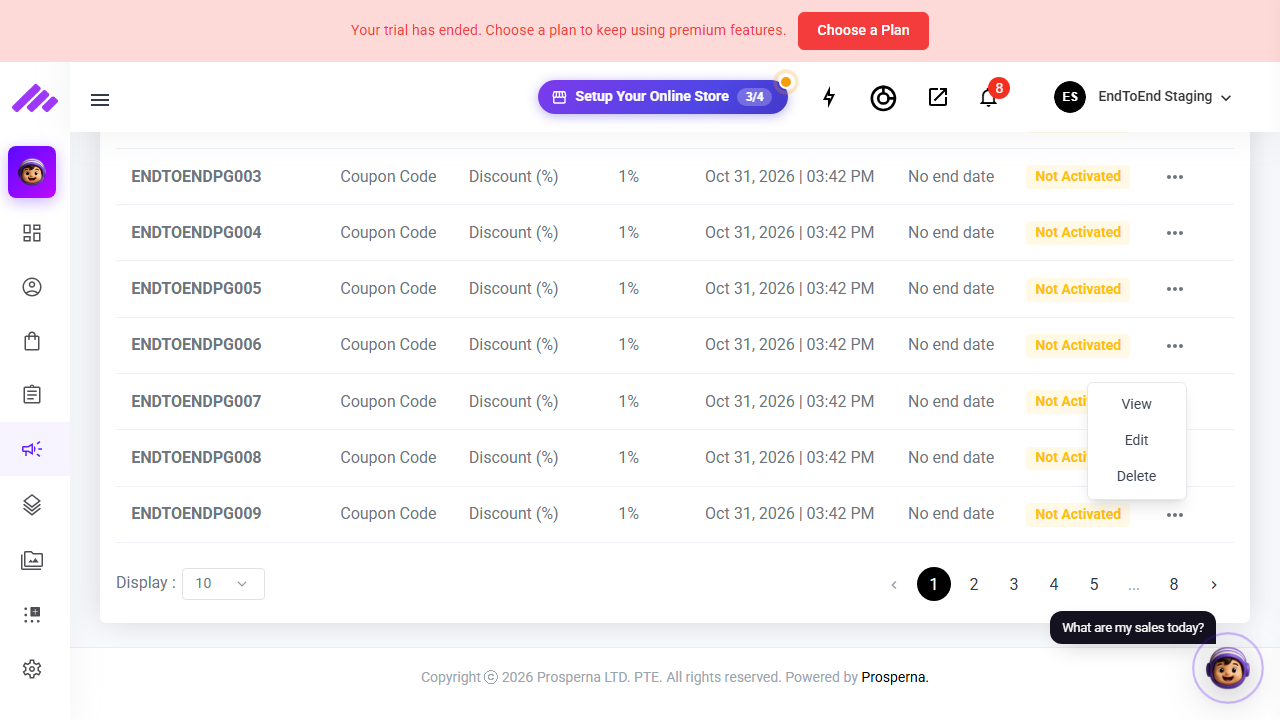 Your trial has ended. Choose a plan to keep using premium features. Choose a Plan
Setup Your Online Store 3/4 8 ES EndToEnd Staging
ENDTOENDPG003 Coupon Code Discount (%) 1% Oct 31, 2026 | 03:42 PM No end date Not Activated
ENDTOENDPG004 Coupon Code Discount (%) 1% Oct 31, 2026 | 03:42 PM No end date Not Activated
ENDTOENDPG005 Coupon Code Discount (%) 1% Oct 31, 2026 | 03:42 PM No end date Not Activated
ENDTOENDPG006 Coupon Code Discount (%) 1% Oct 31, 2026 | 03:42 PM No end date Not Activated
ENDTOENDPG007 Coupon Code Discount (%) 1% Oct 31, 2026 | 03:42 PM No end date Not Acti
View
Edit
ENDTOENDPG008 Coupon Code Discount (%) 1% Oct 31, 2026 | 03:42 PM No end date Not Acti
Delete
ENDTOENDPG009 Coupon Code Discount (%) 1% Oct 31, 2026 | 03:42 PM No end date Not Activated
Display : 10 1 2 3 4 5 ... 8
What are my sales today?
Copyright © 2026 Prosperna LTD. PTE. All rights reserved. Powered by Prosperna.